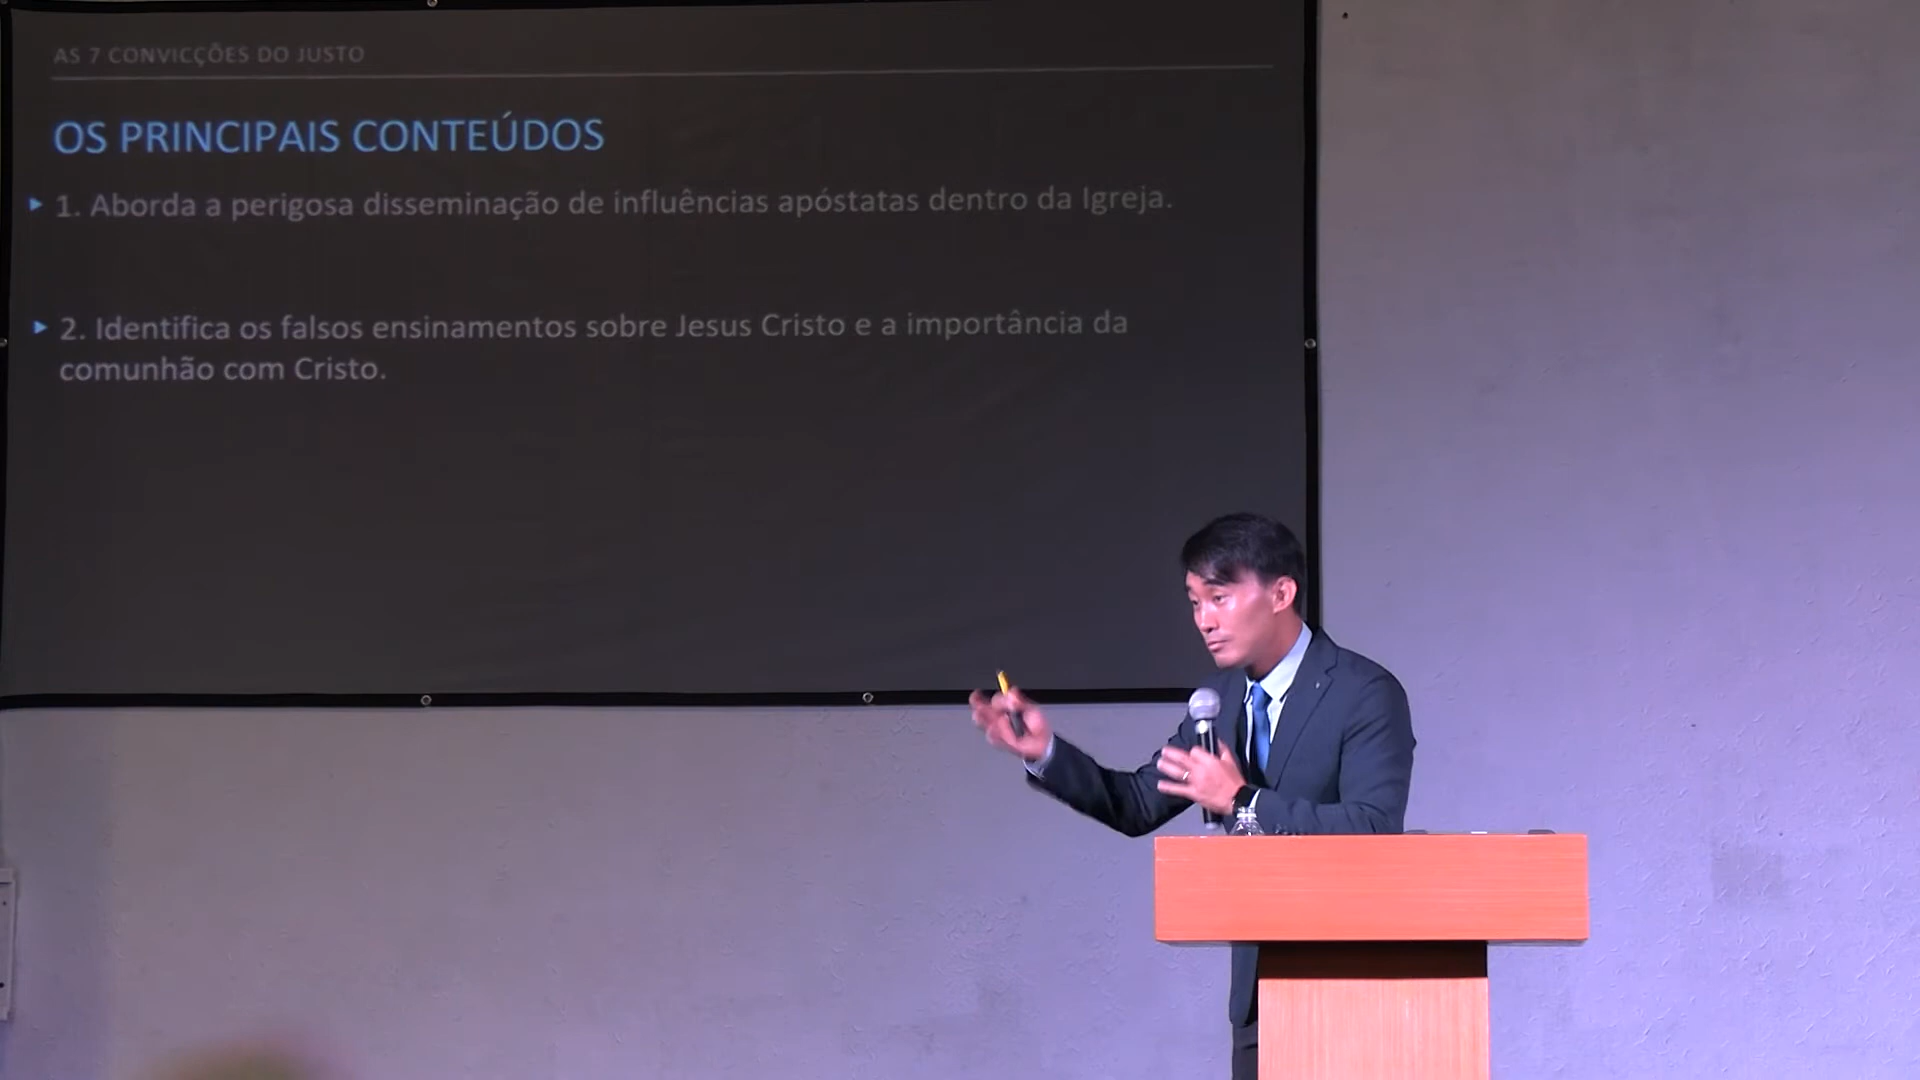 AS 7 CONVICÇÕES DO JUSTO
OS PRINCIPAIS CONTEÚDOS
▸ 1. Aborda a perigosa disseminação de influências apóstatas dentro da Igreja.
▸ 2. Identifica os falsos ensinamentos sobre Jesus Cristo e a importância da
comunhão com Cristo.